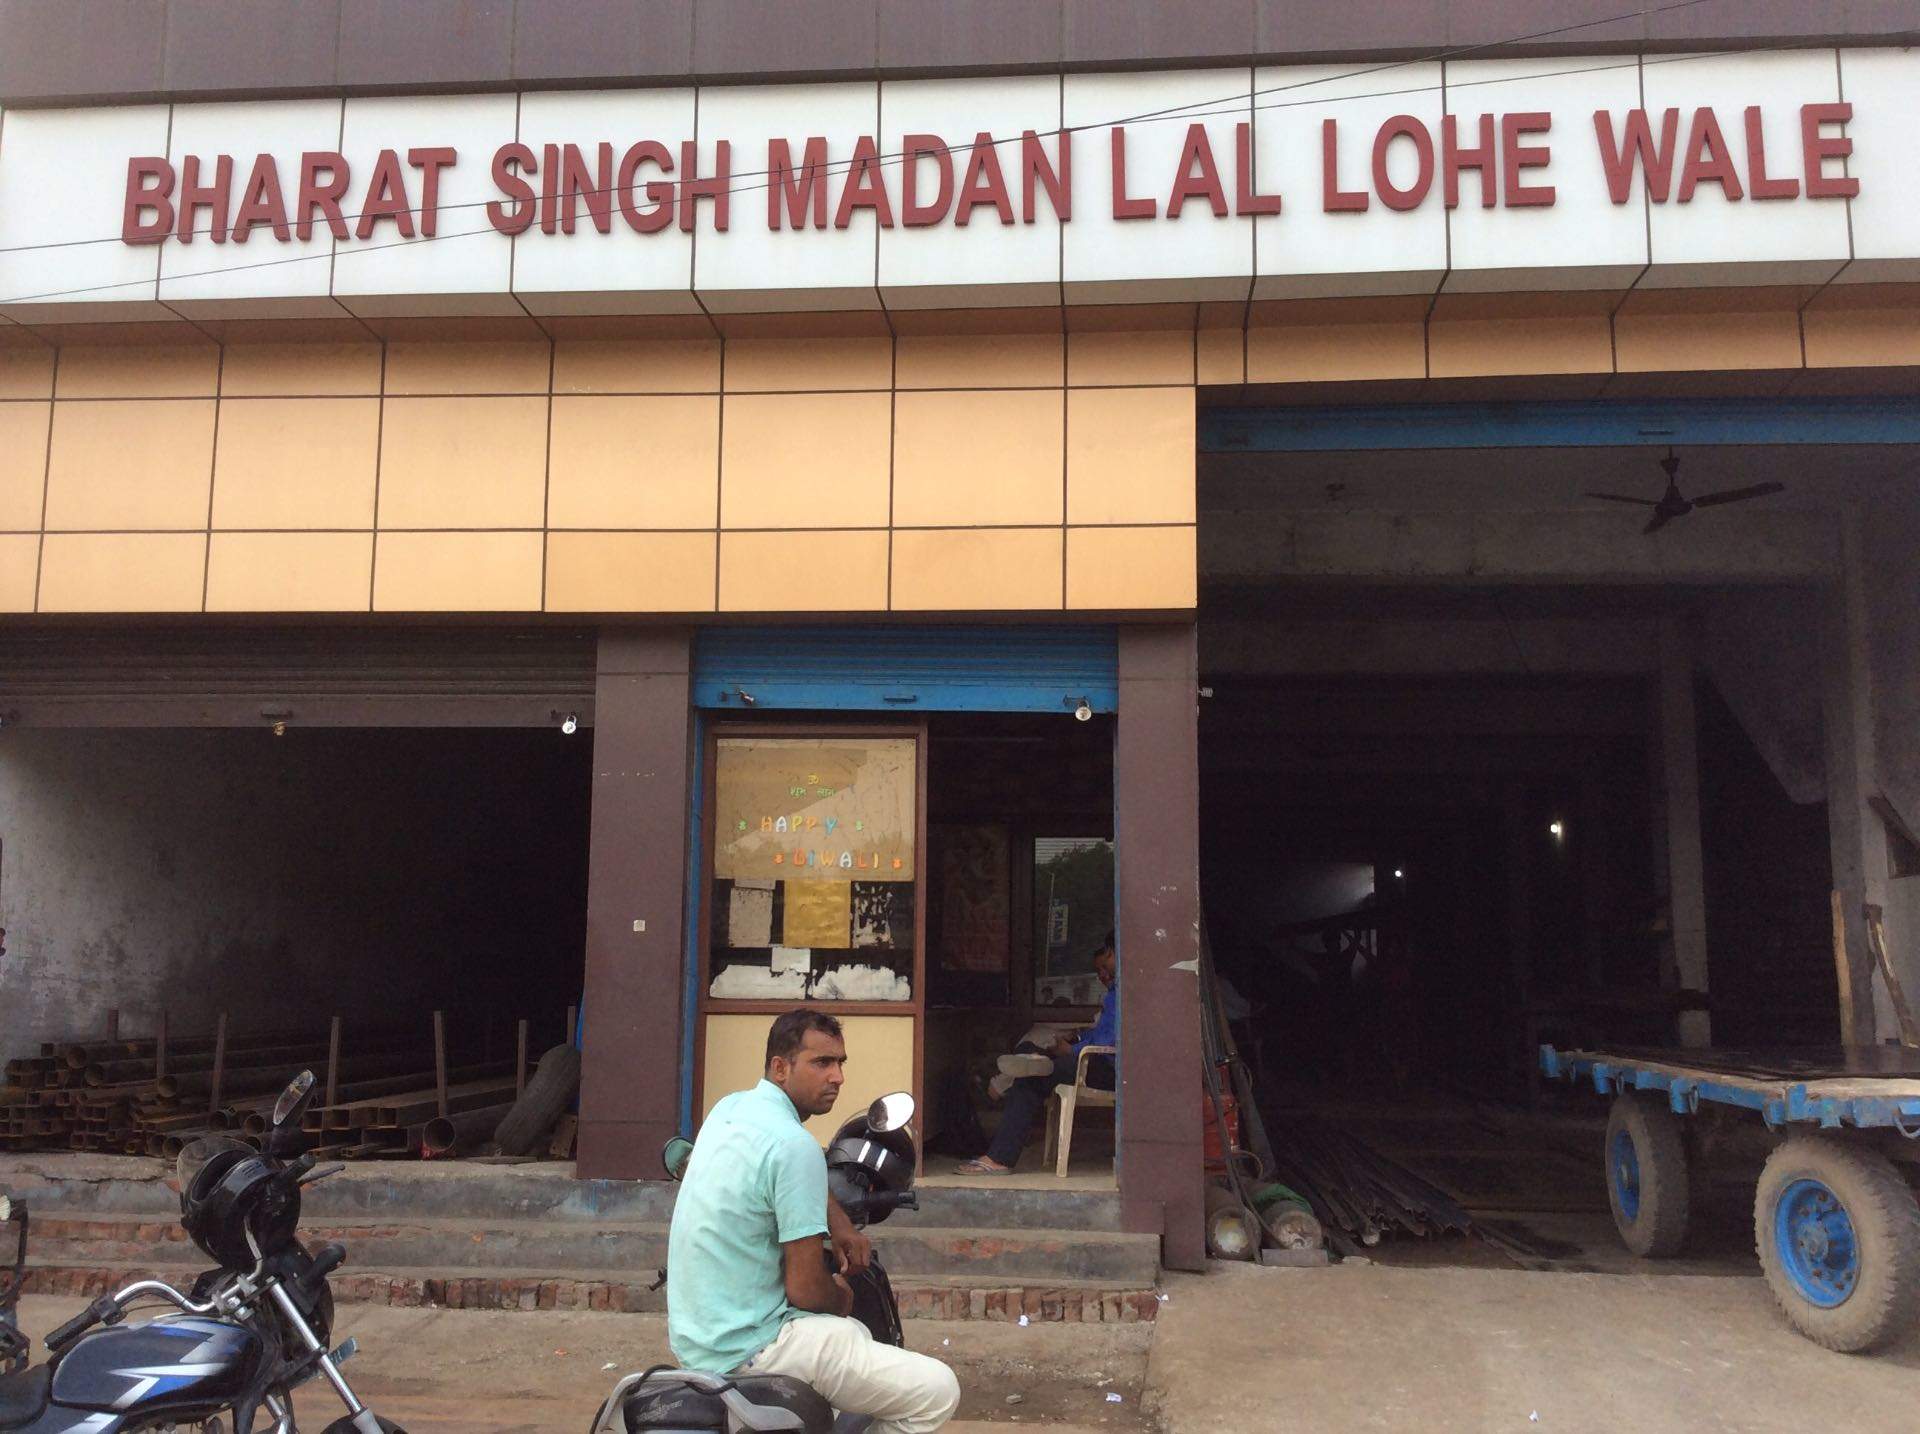 BHARAT SINGH MADAN LAL LOHE WALE
ॐ
शुभ लाभ
HAPPY
DIWALI